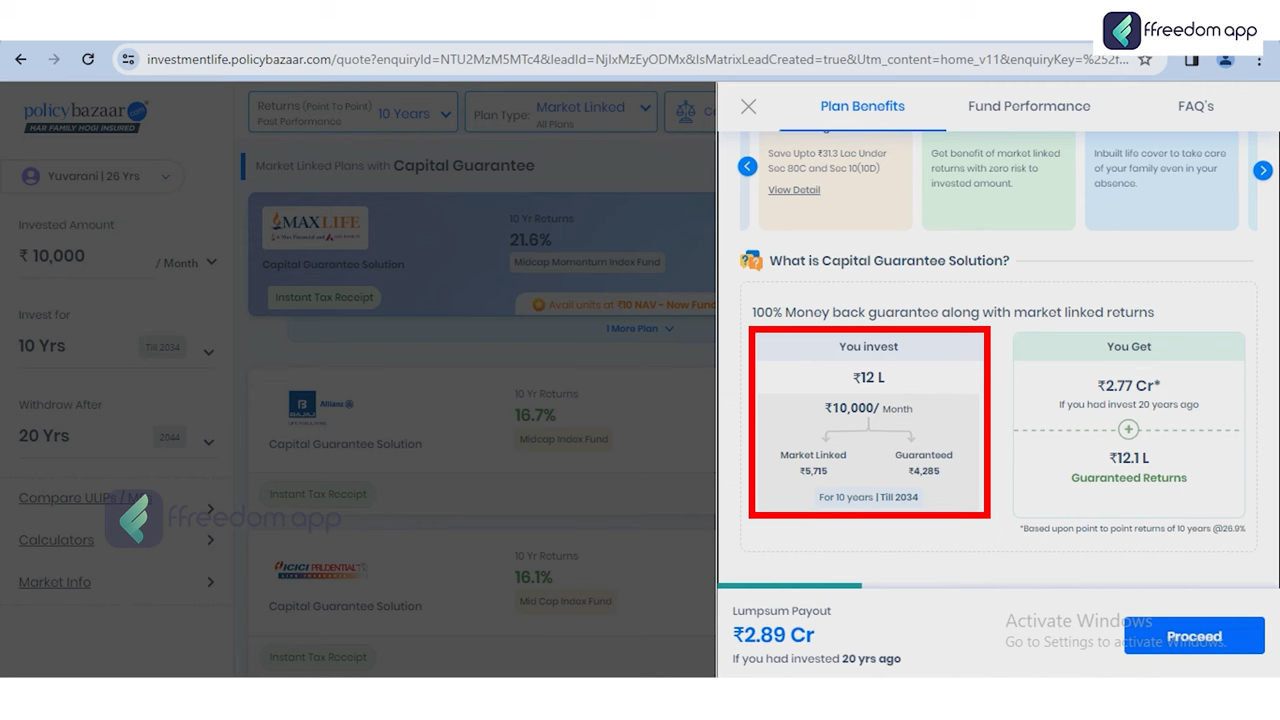 ffreedom app
investmentlife.policybazaar.com/quote?enquiryId=NTU2MzM5MTc4&leadId=NjIxMzEyODMx&IsMatrixLeadCreated=true&Utm_content=home_v11&enquiryKey=%252f...
policybazaar
HAR FAMILY HOGI INSURED
Yuvarani | 26 Yrs
Invested Amount
₹ 10,000
/ Month
Invest for
10 Yrs
Till 2034
Withdraw After
20 Yrs
2044
Compare ULIPs /
Calculators
Market Info
ffreedom app
Returns (Point To Point)
Past Performance
10 Years
Plan Type:
Market Linked
All Plans
Market Linked Plans with Capital Guarantee
MAX LIFE
Capital Guarantee Solution
10 Yr Returns
21.6%
Midcap Momentum Index Fund
Instant Tax Receipt
Avail units at ₹10 NAV - New Fund
1 More Plan
BAJAJ Allianz
Capital Guarantee Solution
10 Yr Returns
16.7%
Midcap Index Fund
Instant Tax Receipt
ICICI PRUDENTIAL
LIFE INSURANCE
Capital Guarantee Solution
10 Yr Returns
16.1%
Mid Cap Index Fund
Instant Tax Receipt
Plan Benefits
Fund Performance
FAQ's
Save Upto ₹31.3 Lac Under
Sec 80C and Sec 10(10D)
View Detail
Get benefit of market linked
returns with zero risk to
invested amount.
Inbuilt life cover to take care
of your family even in your
absence.
What is Capital Guarantee Solution?
100% Money back guarantee along with market linked returns
You invest
₹12 L
₹10,000/ Month
Market Linked
₹5,715
Guaranteed
₹4,285
For 10 years | Till 2034
You Get
₹2.77 Cr*
If you had invest 20 years ago
₹12.1 L
Guaranteed Returns
*Based upon point to point returns of 10 years @26.9%
Lumpsum Payout
₹2.89 Cr
If you had invested 20 yrs ago
Activate Windows
Go to Settings to activate Windows.
Proceed